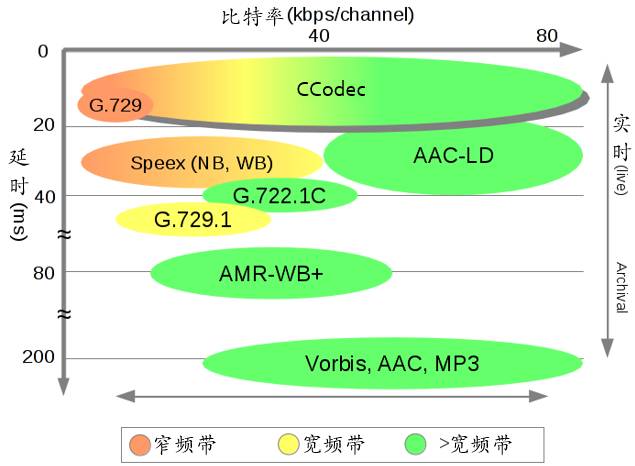 比特率(kbps/channel)
0 40 80
CCodec
G.729
20
Speex (NB, WB)
AAC-LD
40
G.722.1C
G.729.1
延时(ms)
实时(live)
≈
80
AMR-WB+
Archival
≈
200
Vorbis, AAC, MP3
窄频带 宽频带 >宽频带